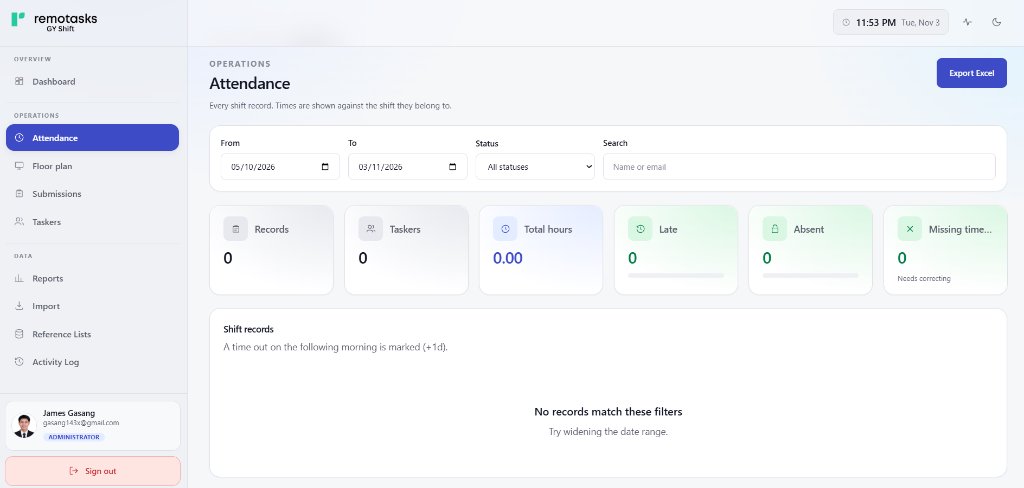 remotasks
GY Shift
11:53 PM Tue, Nov 3
OVERVIEW
Dashboard
OPERATIONS
Attendance
Floor plan
Submissions
Taskers
DATA
Reports
Import
Reference Lists
Activity Log
James Gasang
gasang143x@gmail.com
ADMINISTRATOR
Sign out
OPERATIONS
Attendance
Export Excel
Every shift record. Times are shown against the shift they belong to.
From To Status Search
05/10/2026 03/11/2026 All statuses Name or email
Records Taskers Total hours Late Absent Missing time...
0 0 0.00 0 0 0
Needs correcting
Shift records
A time out on the following morning is marked (+1d).
No records match these filters
Try widening the date range.